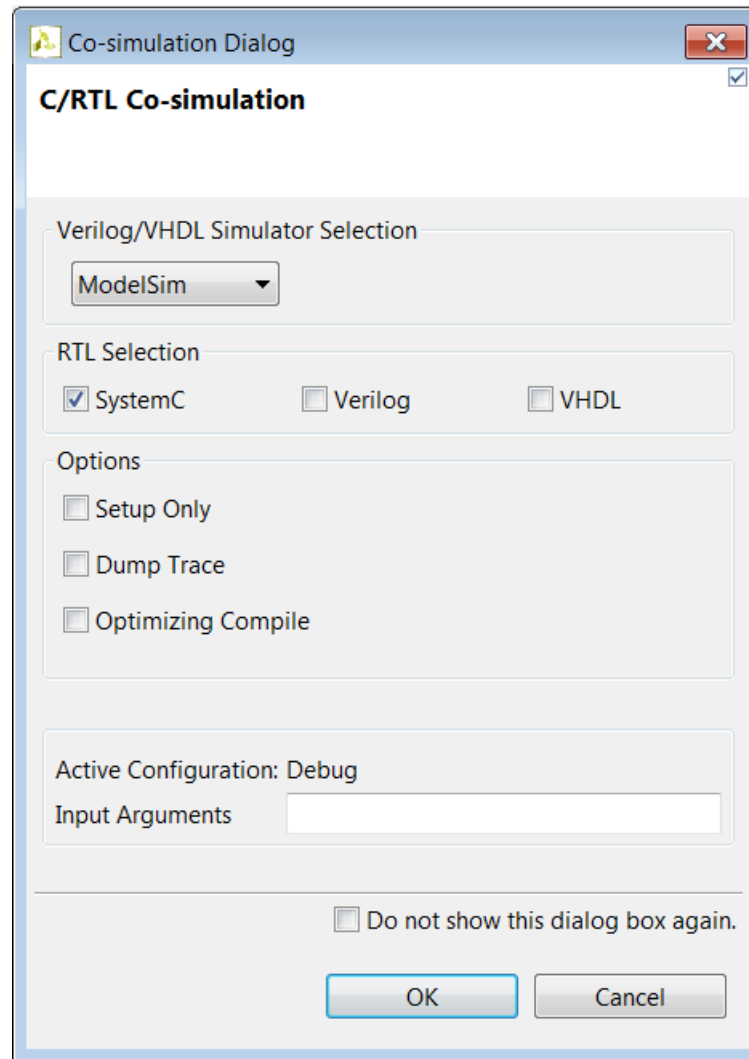 Co-simulation Dialog
C/RTL Co-simulation
Verilog/VHDL Simulator Selection
ModelSim
RTL Selection
SystemC Verilog VHDL
Options
Setup Only
Dump Trace
Optimizing Compile
Active Configuration: Debug
Input Arguments
Do not show this dialog box again.
OK Cancel